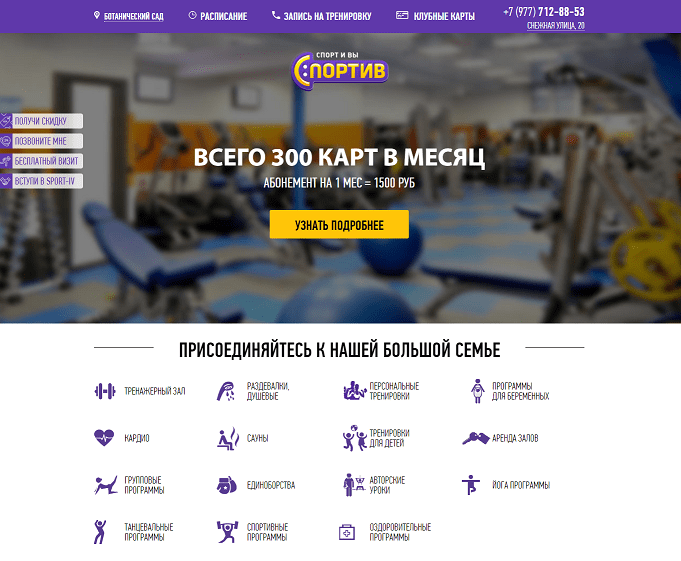 БОТАНИЧЕСКИЙ САД
РАСПИСАНИЕ
ЗАПИСЬ НА ТРЕНИРОВКУ
КЛУБНЫЕ КАРТЫ
+7 (977) 712-88-53
СНЕЖНАЯ УЛИЦА, 20
СПОРТ И ВЫ
СПОРТИВ
ПОЛУЧИ СКИДКУ
ПОЗВОНИТЕ МНЕ
БЕСПЛАТНЫЙ ВИЗИТ
ВСТУПИ В SPORT-IV
ВСЕГО 300 КАРТ В МЕСЯЦ
АБОНЕМЕНТ НА 1 МЕС = 1500 РУБ
УЗНАТЬ ПОДРОБНЕЕ
ПРИСОЕДИНЯЙТЕСЬ К НАШЕЙ БОЛЬШОЙ СЕМЬЕ
ТРЕНАЖЕРНЫЙ ЗАЛ
РАЗДЕВАЛКИ,
ДУШЕВЫЕ
ПЕРСОНАЛЬНЫЕ
ТРЕНИРОВКИ
ПРОГРАММЫ
ДЛЯ БЕРЕМЕННЫХ
КАРДИО
САУНЫ
ТРЕНИРОВКИ
ДЛЯ ДЕТЕЙ
АРЕНДА ЗАЛОВ
ГРУППОВЫЕ
ПРОГРАММЫ
ЕДИНОБОРСТВА
АВТОРСКИЕ
УРОКИ
ЙОГА ПРОГРАММЫ
ТАНЦЕВАЛЬНЫЕ
ПРОГРАММЫ
СПОРТИВНЫЕ
ПРОГРАММЫ
ОЗДОРОВИТЕЛЬНЫЕ
ПРОГРАММЫ